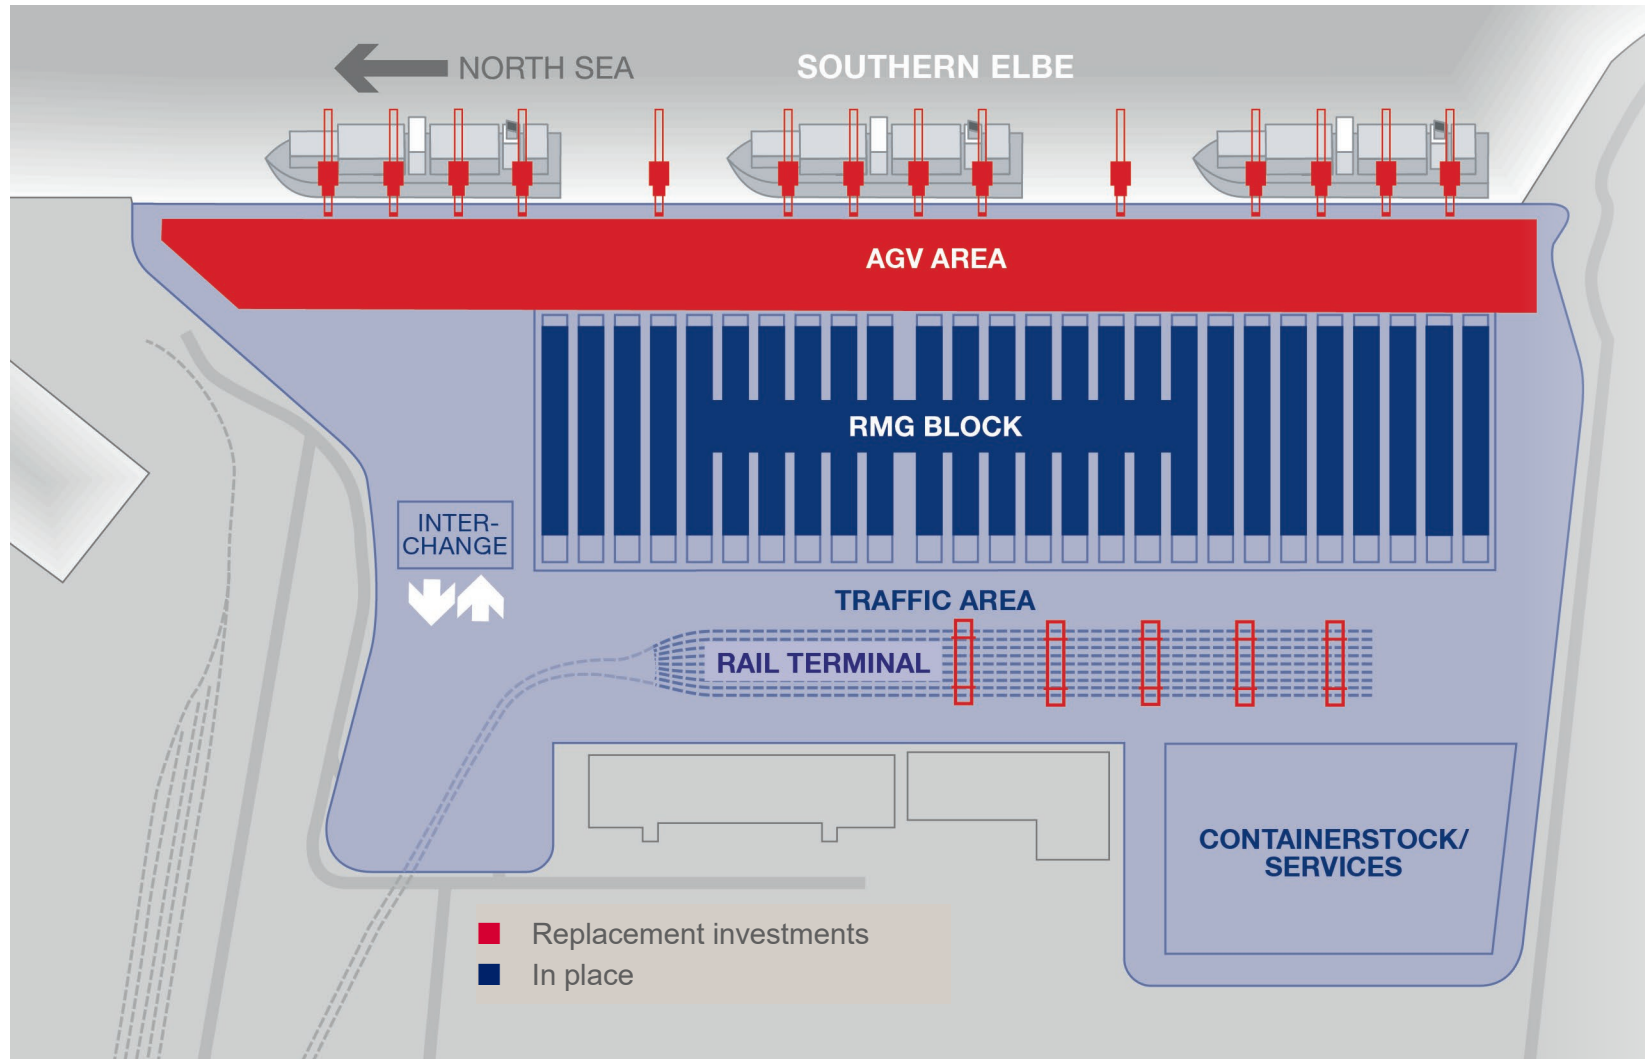 NORTH SEA
SOUTHERN ELBE
AGV AREA
RMG BLOCK
INTER-
CHANGE
TRAFFIC AREA
RAIL TERMINAL
CONTAINERSTOCK/
SERVICES
Replacement investments
In place